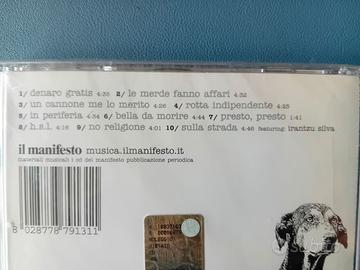 1/ denaro gratis 4:35 2/ le merde fanno affari 4:32
3/ un cannone me lo merito 4:26 4/ rotta indipendente 4:23
5/ in periferia 4:34 6/ bella da morire 4:44 7/ presto, presto 1:41
8/ h.s.l. 4:16 9/ no religione 4:01 10/ sulla strada 4:46 featuring: irantzu silva
il manifesto musica.ilmanifesto.it
materiali musicali i cd del manifesto pubblicazione periodica
8 028778 791311